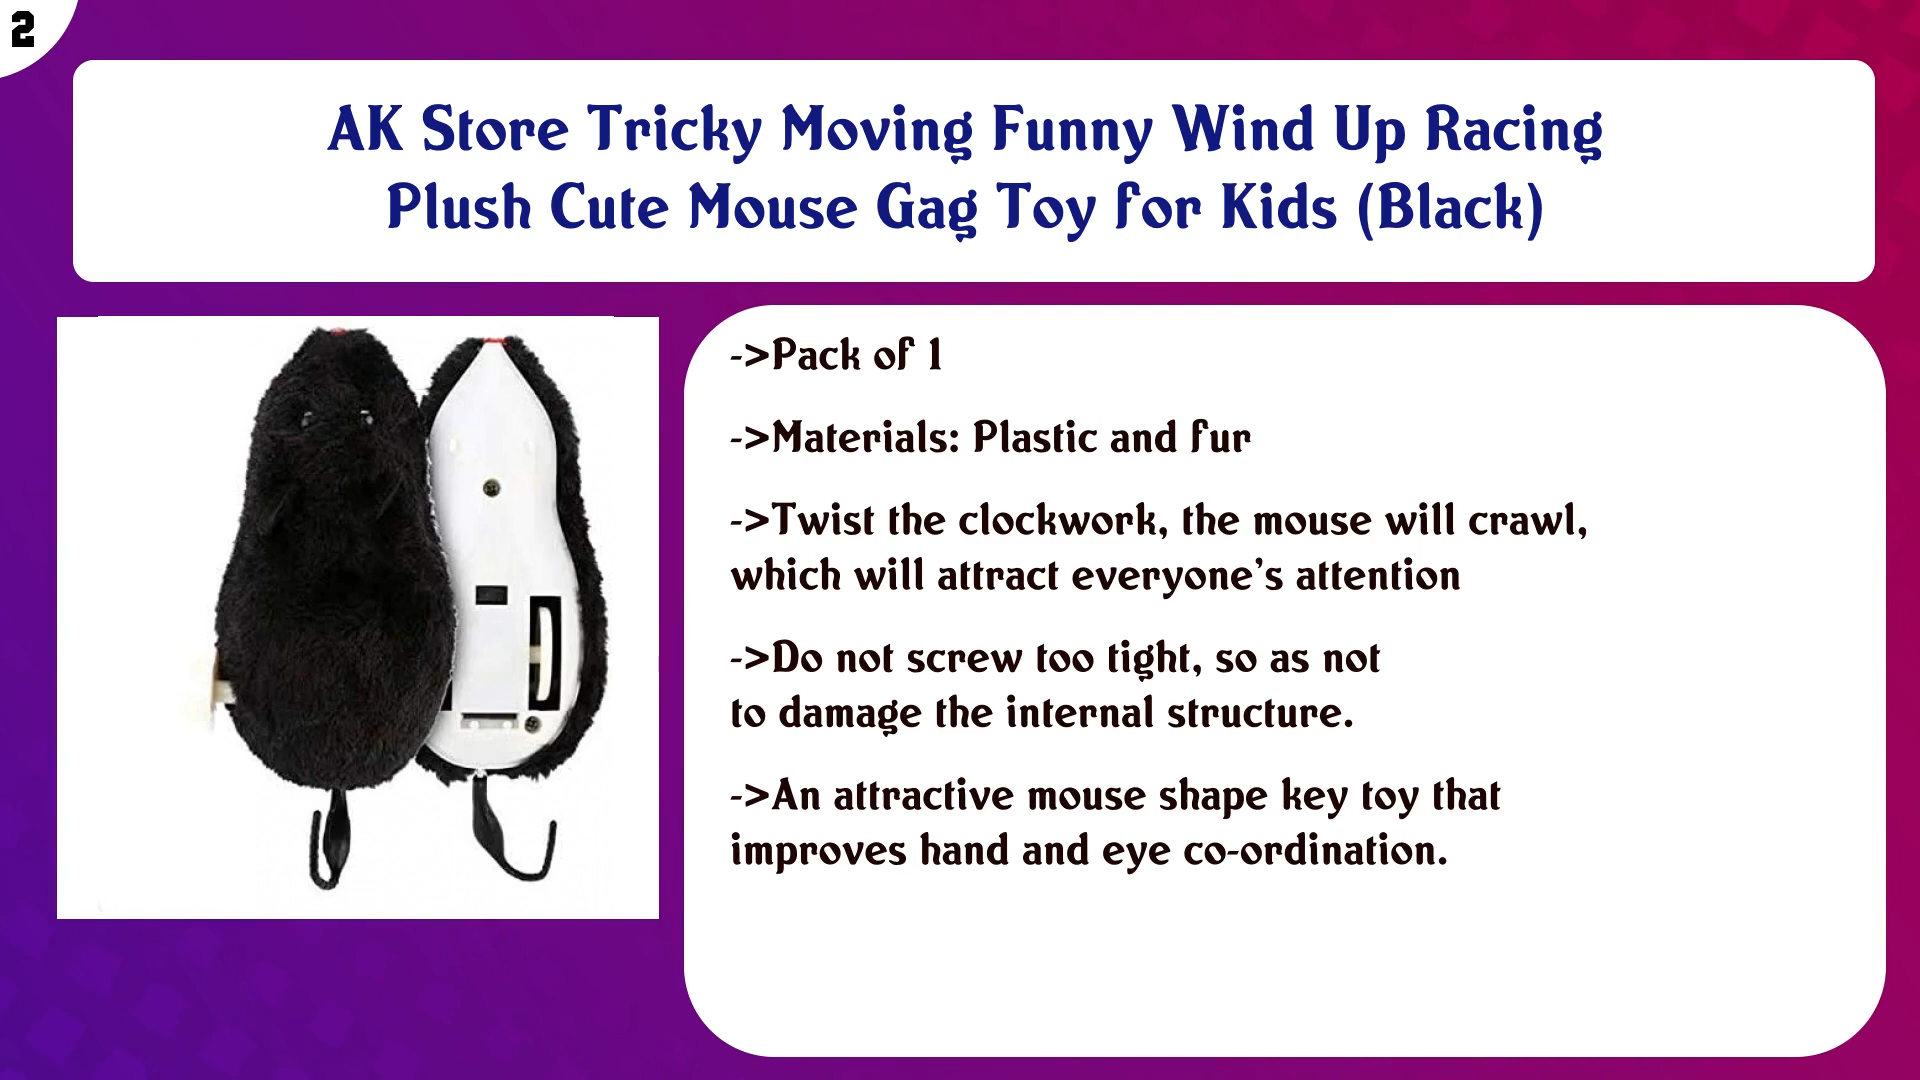 2
AK Store Tricky Moving Funny Wind Up Racing
Plush Cute Mouse Gag Toy for Kids (Black)
->Pack of 1
->Materials: Plastic and fur
->Twist the clockwork, the mouse will crawl,
which will attract everyone's attention
->Do not screw too tight, so as not
to damage the internal structure.
->An attractive mouse shape key toy that
improves hand and eye co-ordination.